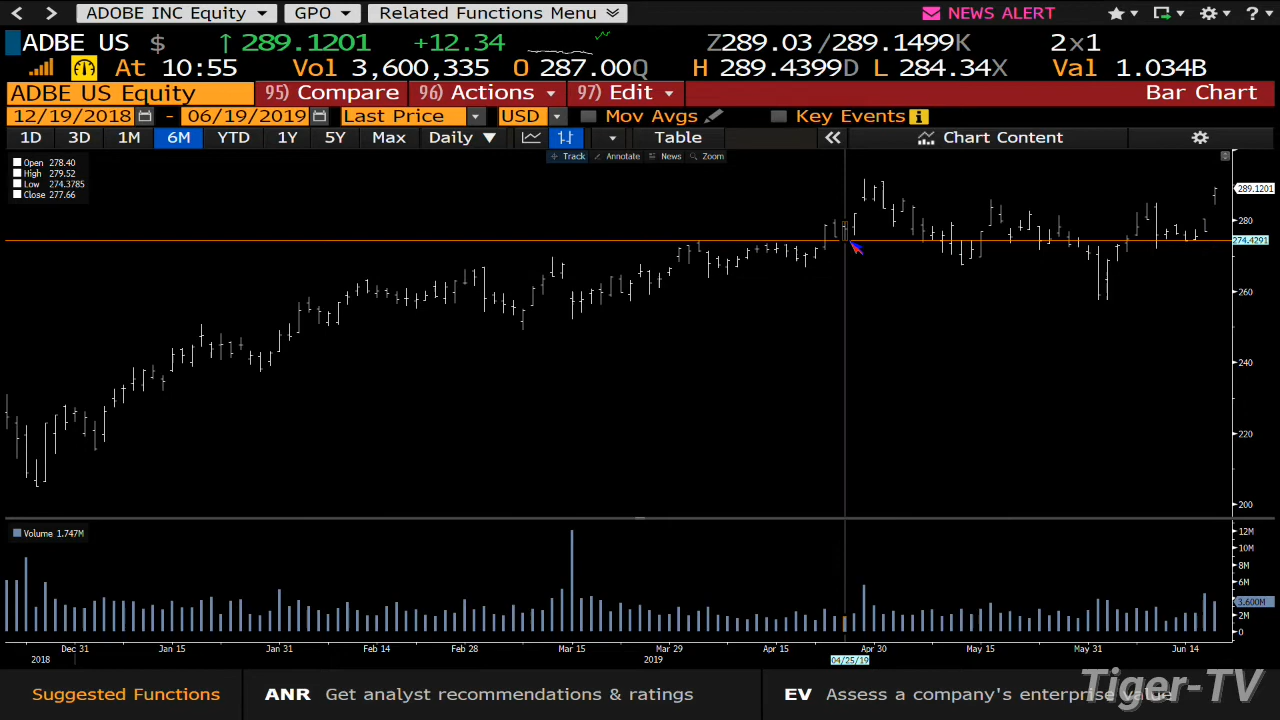 ADOBE INC Equity GPO Related Functions Menu NEWS ALERT ?
ADBE US $ ↑ 289.1201 +12.34 Z289.03 /289.1499K 2x1
At 10:55 Vol 3,600,335 O 287.00Q H 289.4399D L 284.34X Val 1.034B
ADBE US Equity 95) Compare 96) Actions 97) Edit Bar Chart
12/19/2018 - 06/19/2019 Last Price USD Mov Avgs Key Events i
1D 3D 1M 6M YTD 1Y 5Y Max Daily ▼ Table « Chart Content
Track Annotate News Zoom
Open 278.40
High 279.52
Low 274.3785
Close 277.66
289.1201
280
274.4291
260
240
220
200
Volume 1.747M
12M
10M
8M
6M
3.600M
2M
0
Dec 31 Jan 15 Jan 31 Feb 14 Feb 28 Mar 15 Mar 29 Apr 15 Apr 30 May 15 May 31 Jun 14
2018 2019 04/25/19
Suggested Functions ANR Get analyst recommendations & ratings EV Assess a company's enterprise value
Tiger-TV